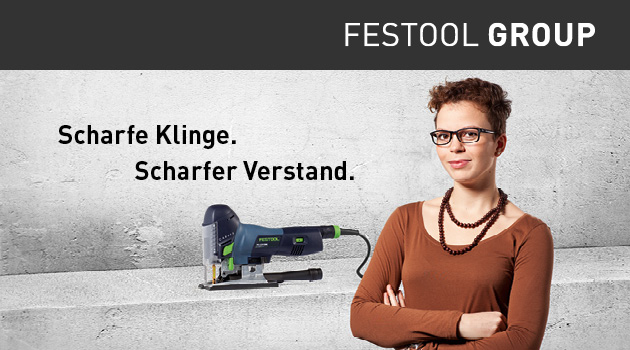 FESTOOL GROUP
Scharfe Klinge.
Scharfer Verstand.
FESTOOL